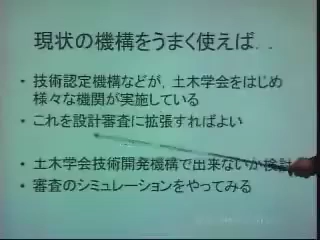 現状の機構をうまく使えば．．
• 技術認定機構などが，土木学会をはじめ
様々な機関が実施している
• これを設計審査に拡張すればよい
• 土木学会技術開発機構で出来ないか検討
• 審査のシミュレーションをやってみる